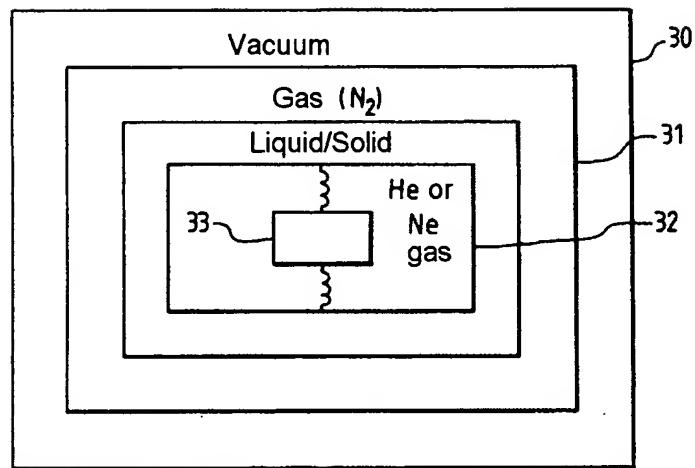 30
Vacuum
Gas (N₂)
31
Liquid/Solid
He or
Ne
gas
33
32